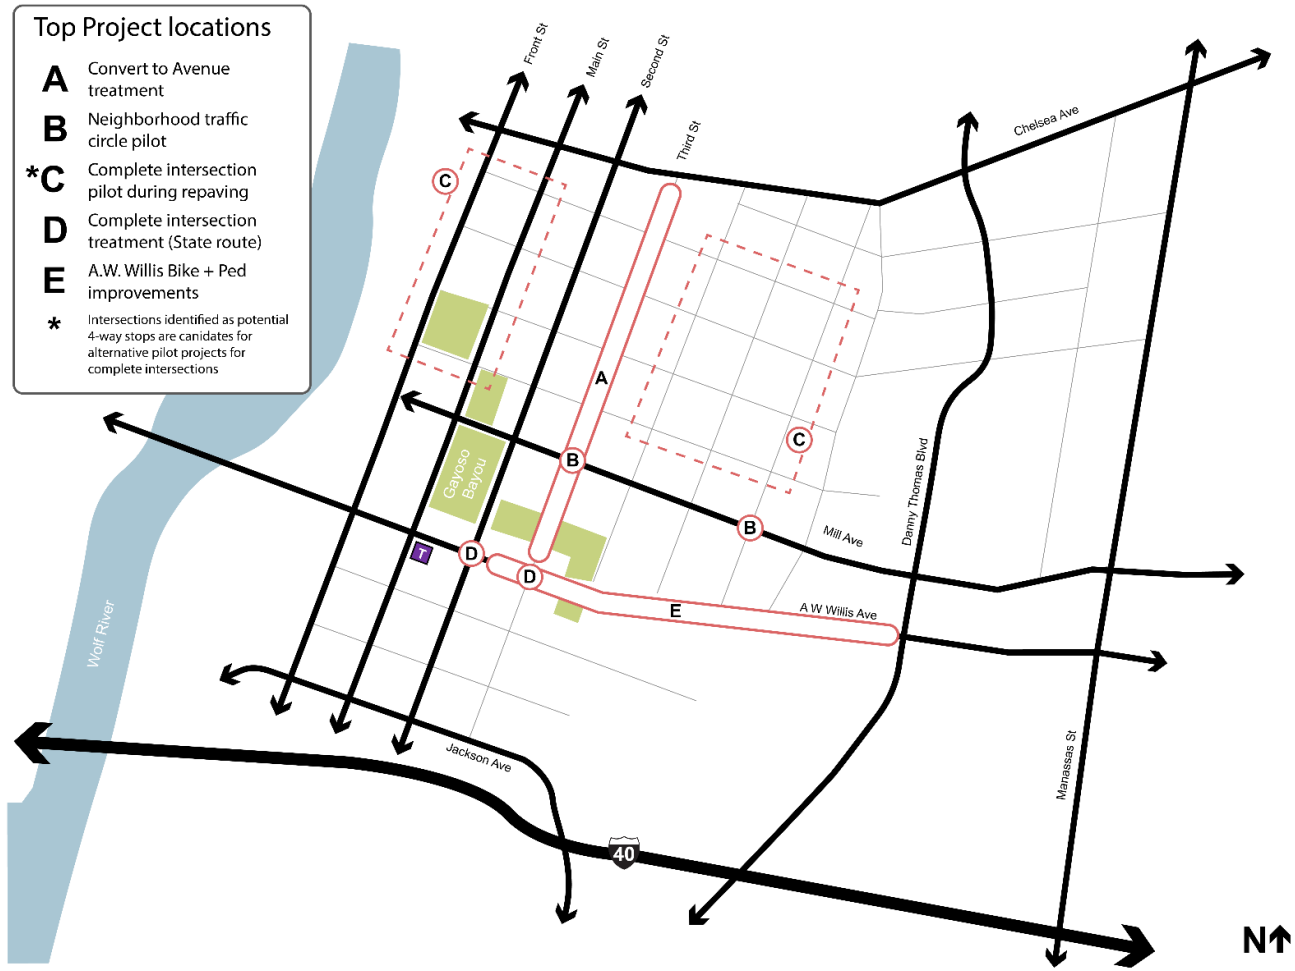 Top Project locations
A
Convert to Avenue
treatment
B
Neighborhood traffic
circle pilot
*C
Complete intersection
pilot during repaving
D
Complete intersection
treatment (State route)
E
A.W. Willis Bike + Ped
improvements
*
Intersections identified as potential
4-way stops are canidates for
alternative pilot projects for
complete intersections
Front St
Main St
Second St
Third St
Chelsea Ave
C
A
C
B
B
Gayoso
Bayou
Mill Ave
Danny Thomas Blvd
T
D
D
E
A W Willis Ave
Wolf River
Jackson Ave
Manassas St
40
N